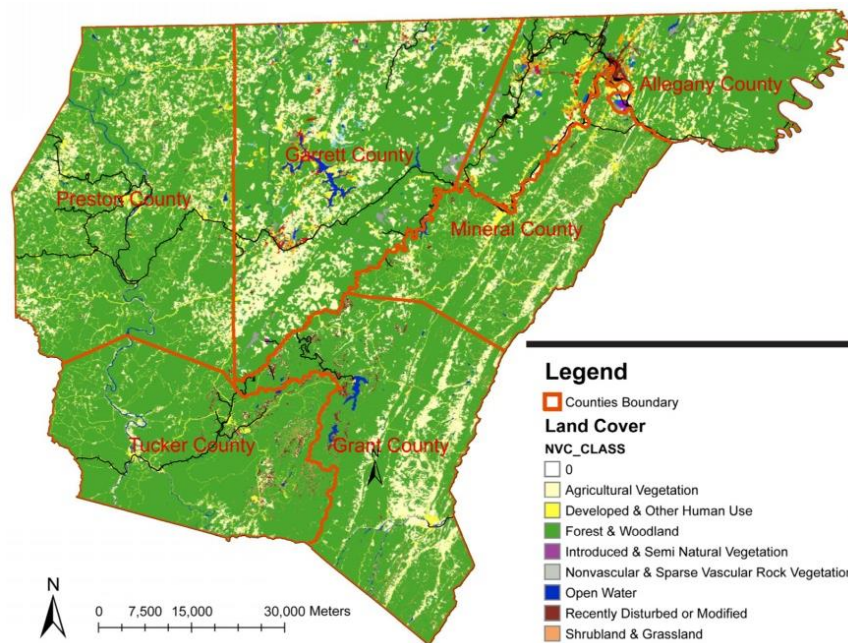 Allegany County
Garrett County
Preston County
Mineral County
Tucker County
Grant County
Legend
Counties Boundary
Land Cover
NVC_CLASS
0
Agricultural Vegetation
Developed & Other Human Use
Forest & Woodland
Introduced & Semi Natural Vegetation
Nonvascular & Sparse Vascular Rock Vegetation
Open Water
Recently Disturbed or Modified
Shrubland & Grassland
N
0 7,500 15,000 30,000 Meters